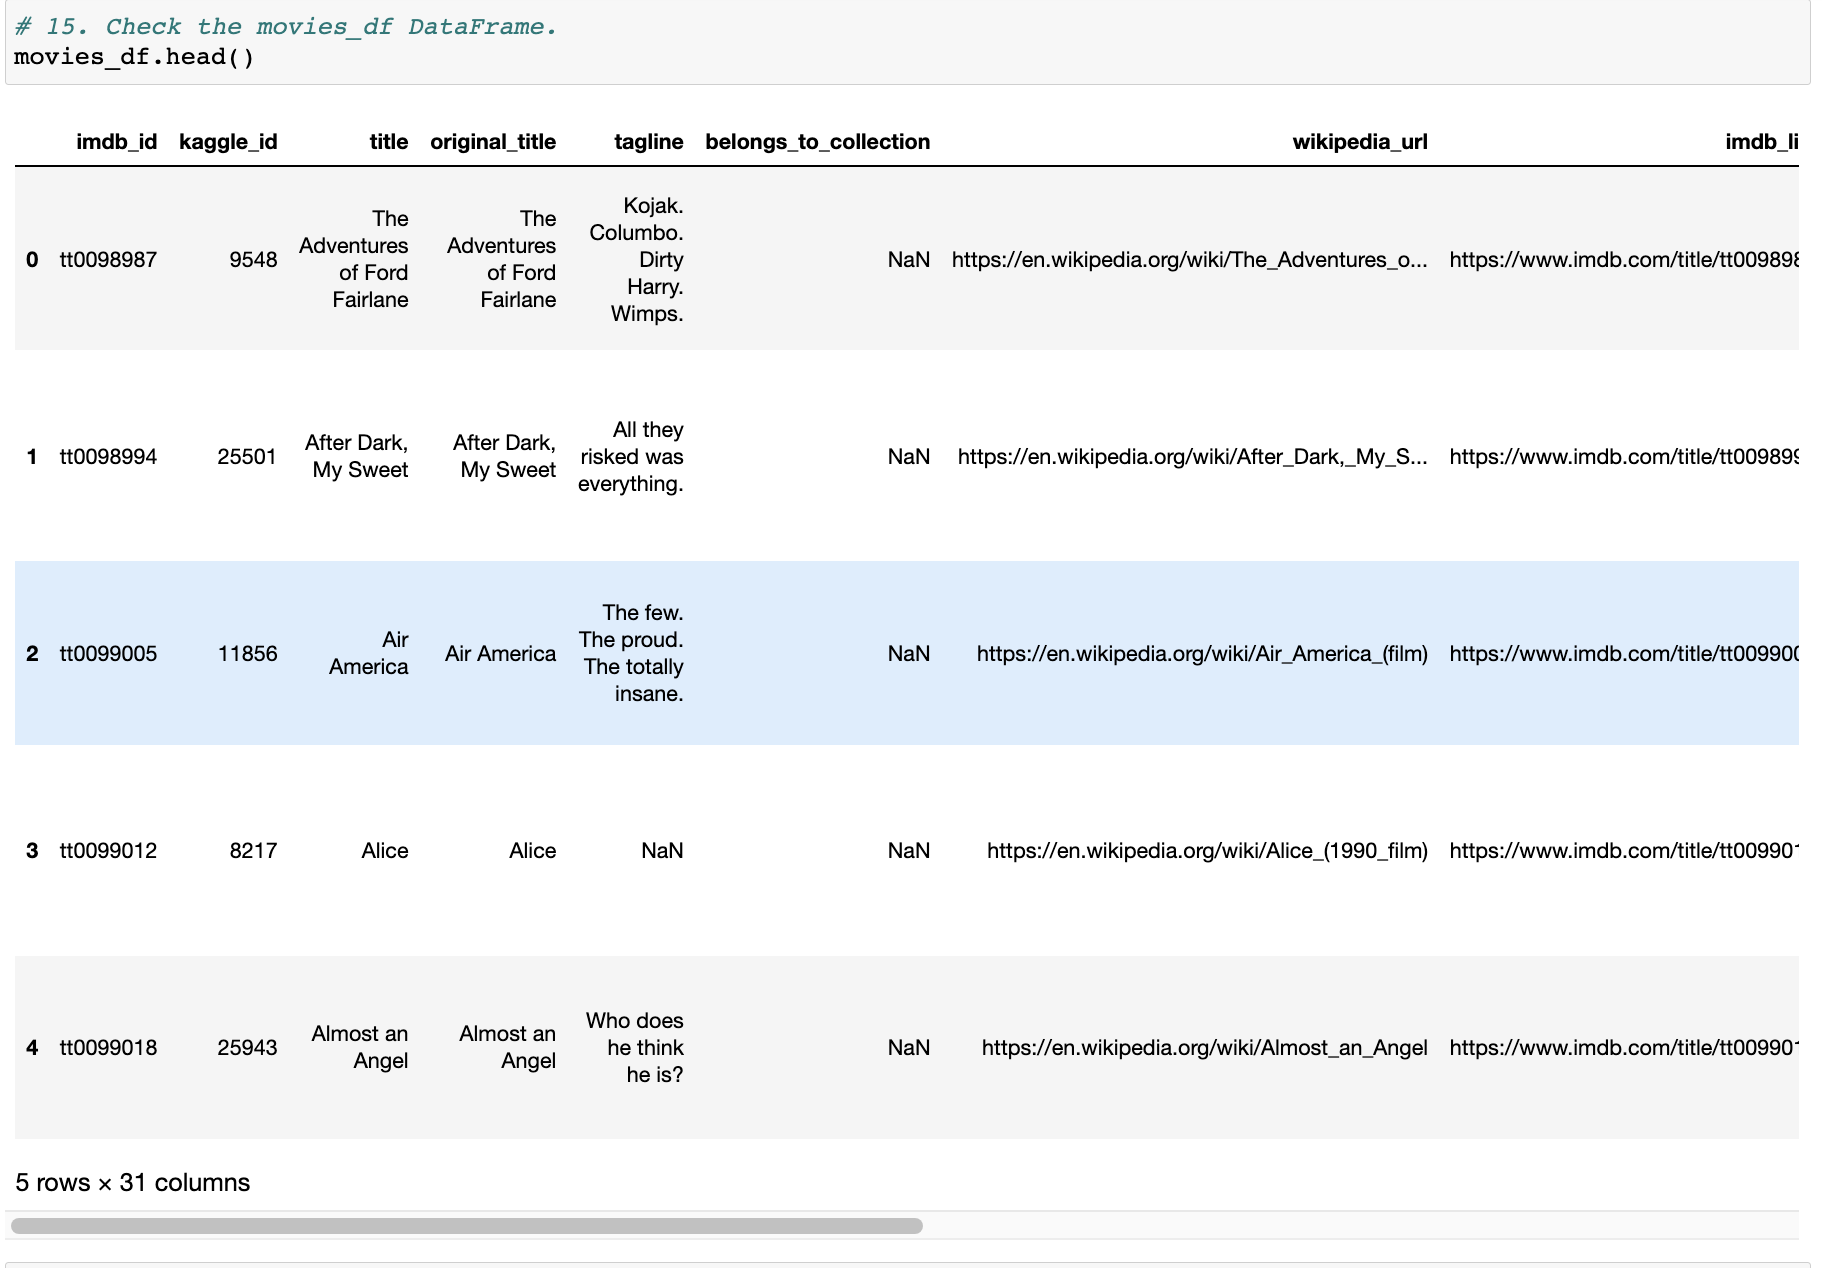 # 15. Check the movies_df DataFrame.
movies_df.head()
imdb_id kaggle_id title original_title tagline belongs_to_collection wikipedia_url imdb_li
0 tt0098987 9548 The Adventures of Ford Fairlane The Adventures of Ford Fairlane Kojak. Columbo. Dirty Harry. Wimps. NaN https://en.wikipedia.org/wiki/The_Adventures_o... https://www.imdb.com/title/tt009898
1 tt0098994 25501 After Dark, My Sweet After Dark, My Sweet All they risked was everything. NaN https://en.wikipedia.org/wiki/After_Dark,_My_S... https://www.imdb.com/title/tt009899
2 tt0099005 11856 Air America Air America The few. The proud. The totally insane. NaN https://en.wikipedia.org/wiki/Air_America_(film) https://www.imdb.com/title/tt009900
3 tt0099012 8217 Alice Alice NaN NaN https://en.wikipedia.org/wiki/Alice_(1990_film) https://www.imdb.com/title/tt009901
4 tt0099018 25943 Almost an Angel Almost an Angel Who does he think he is? NaN https://en.wikipedia.org/wiki/Almost_an_Angel https://www.imdb.com/title/tt009901
5 rows × 31 columns